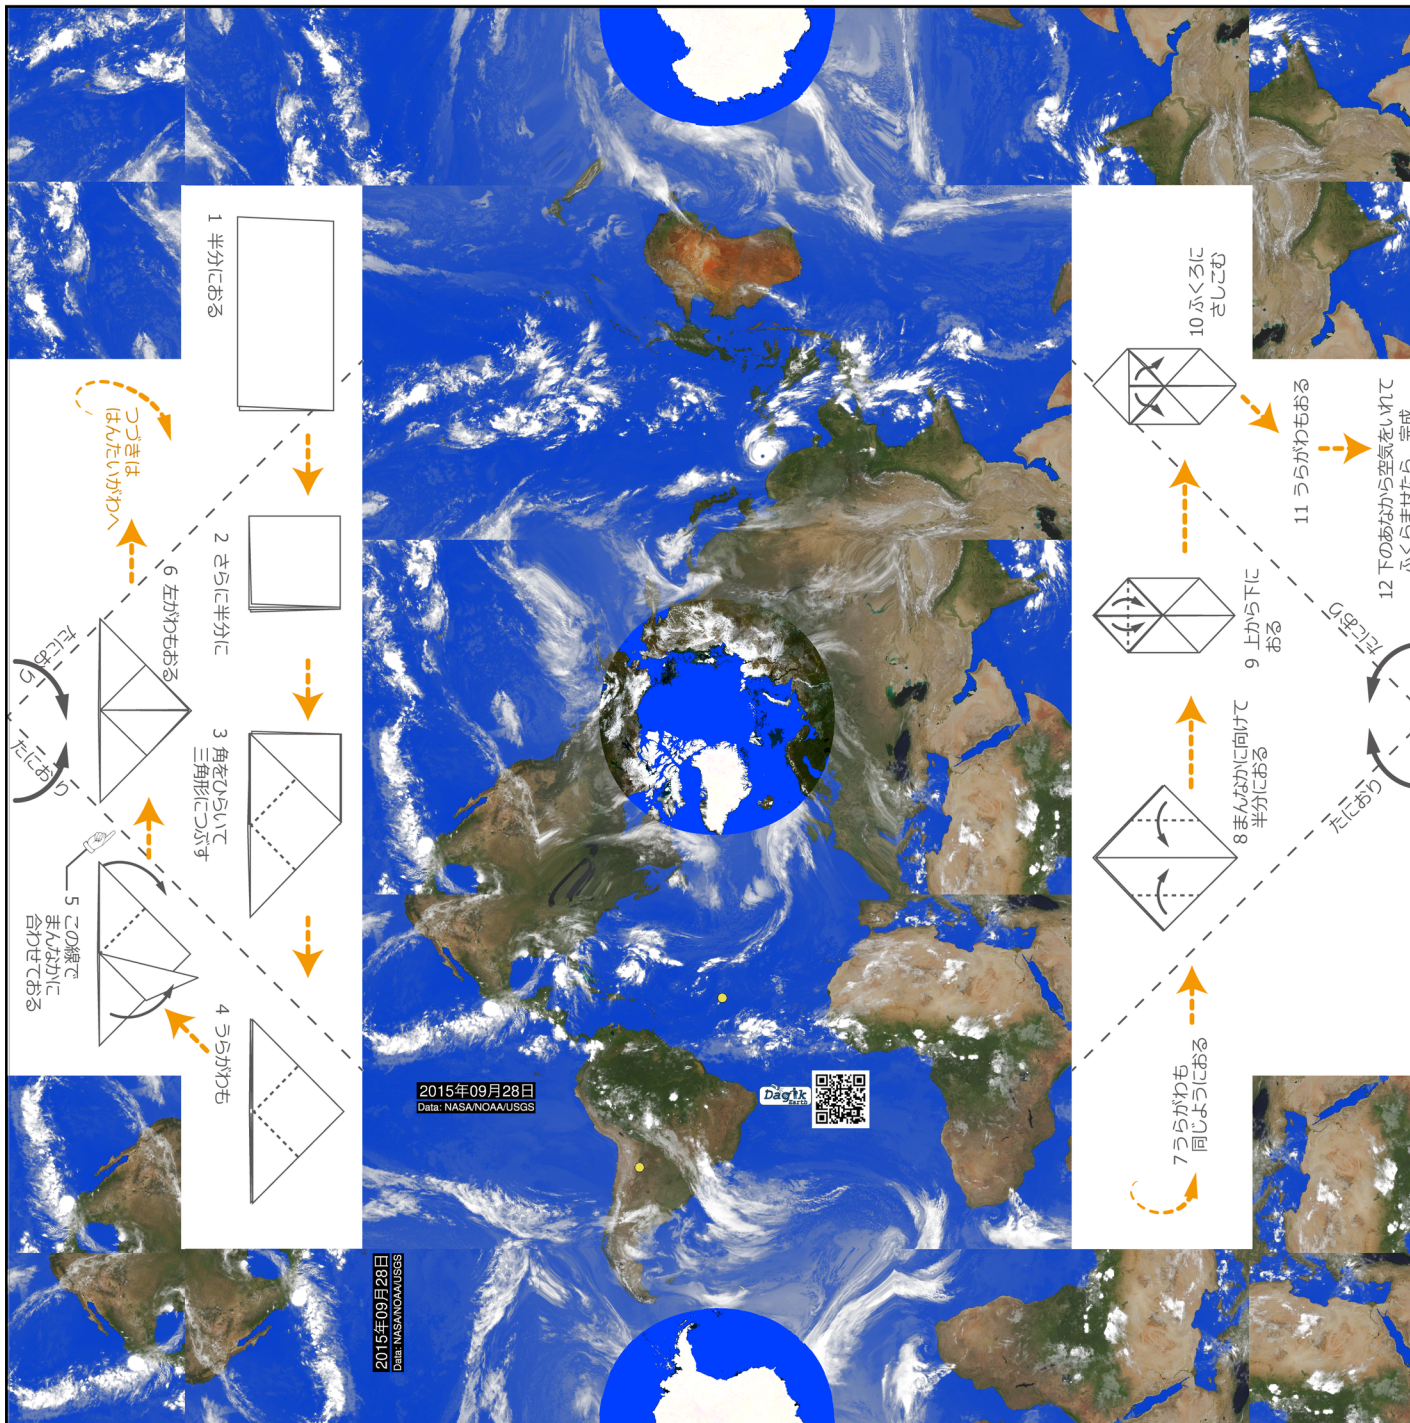 1 半分におる
2 さらに半分に
3 角をひらいて
三角形につぶす
4 うらがわも
5 この線で
まんなかに
合わせておる
6 左がわもおる
つづきは
はんたいがわへ
たにおり
たにおり
7 うらがわも
同じようにおる
8 まんなかに向けて
半分におる
9 上から下に
おる
10 ふくろに
さしこむ
11 うらがわもおる
12 下のあなから空気をいれて
ふくらませたら、完成
たにおり
たにおり
2015年09月28日
Data: NASA/NOAA/USGS
Dagik
Earth
2015年09月28日
Data: NASA/NOAA/USGS